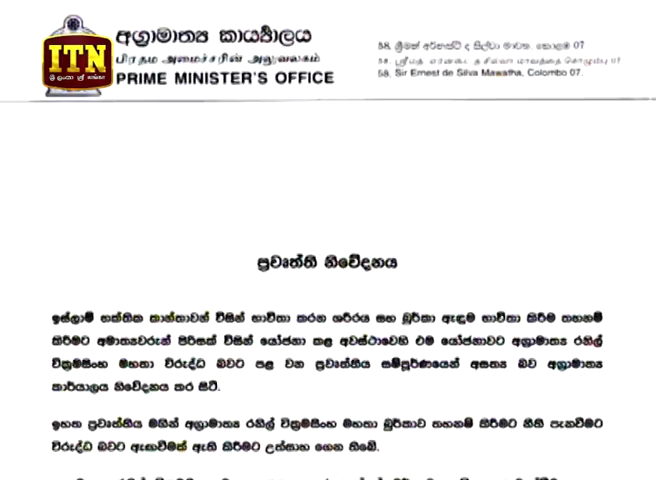 ITN
ශ්‍රී ලංකා
අග්‍රාමාත්‍ය කාර්යාලය
பிரதம அமைச்சரின் அலுவலகம்
PRIME MINISTER'S OFFICE
58, ශ්‍රීමත් අර්නස්ට් ද සිල්වා මාවත, කොළඹ 07
58, Sir Ernest de Silva Mawatha, Colombo 07.
ප්‍රවෘත්ති නිවේදනය
ඉස්ලාම් භක්තික කාන්තාවන් විසින් භාවිතා කරන ශරීරය සහ බුර්කා ඇඳුම භාවිතා කිරීම තහනම්
කිරීමට අමාත්‍යවරුන් පිරිසක් විසින් යෝජනා කළ අවස්ථාවෙහි එම යෝජනාවට අග්‍රාමාත්‍ය රනිල්
වික්‍රමසිංහ මහතා විරුද්ධ බවට පළ වන ප්‍රවෘත්තිය සම්පූර්ණයෙන් අසත්‍ය බව අග්‍රාමාත්‍ය
කාර්යාලය නිවේදනය කර සිටී.
ඉහත ප්‍රවෘත්තිය මගින් අග්‍රාමාත්‍ය රනිල් වික්‍රමසිංහ මහතා බුර්කාව තහනම් කිරීමට නීති පැනවීමට
විරුද්ධ බවට ඇඟවීමක් ඇති කිරීමට උත්සාහ ගෙන තිබේ.